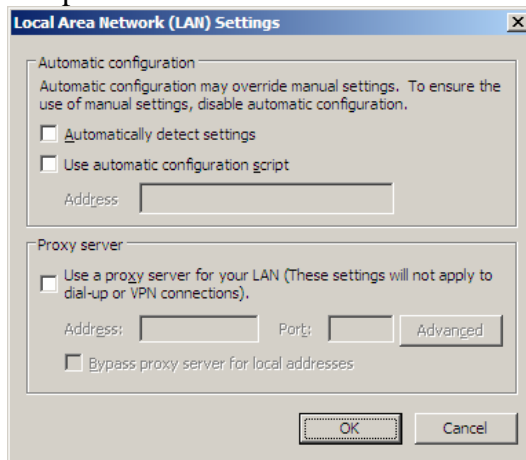 Local Area Network (LAN) Settings
Automatic configuration
Automatic configuration may override manual settings. To ensure the
use of manual settings, disable automatic configuration.
Automatically detect settings
Use automatic configuration script
Address
Proxy server
Use a proxy server for your LAN (These settings will not apply to
dial-up or VPN connections).
Address: Port: Advanced
Bypass proxy server for local addresses
OK Cancel